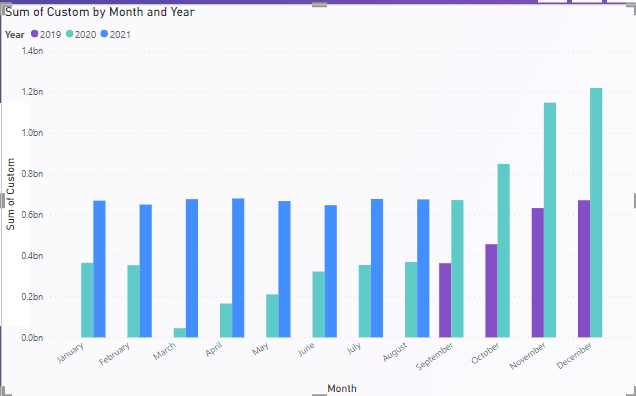 Sum of Custom by Month and Year
Year 2019 2020 2021
1.4bn
1.2bn
1.0bn
0.8bn
0.6bn
0.4bn
0.2bn
0.0bn
Sum of Custom
January February March April May June July August September October November December
Month